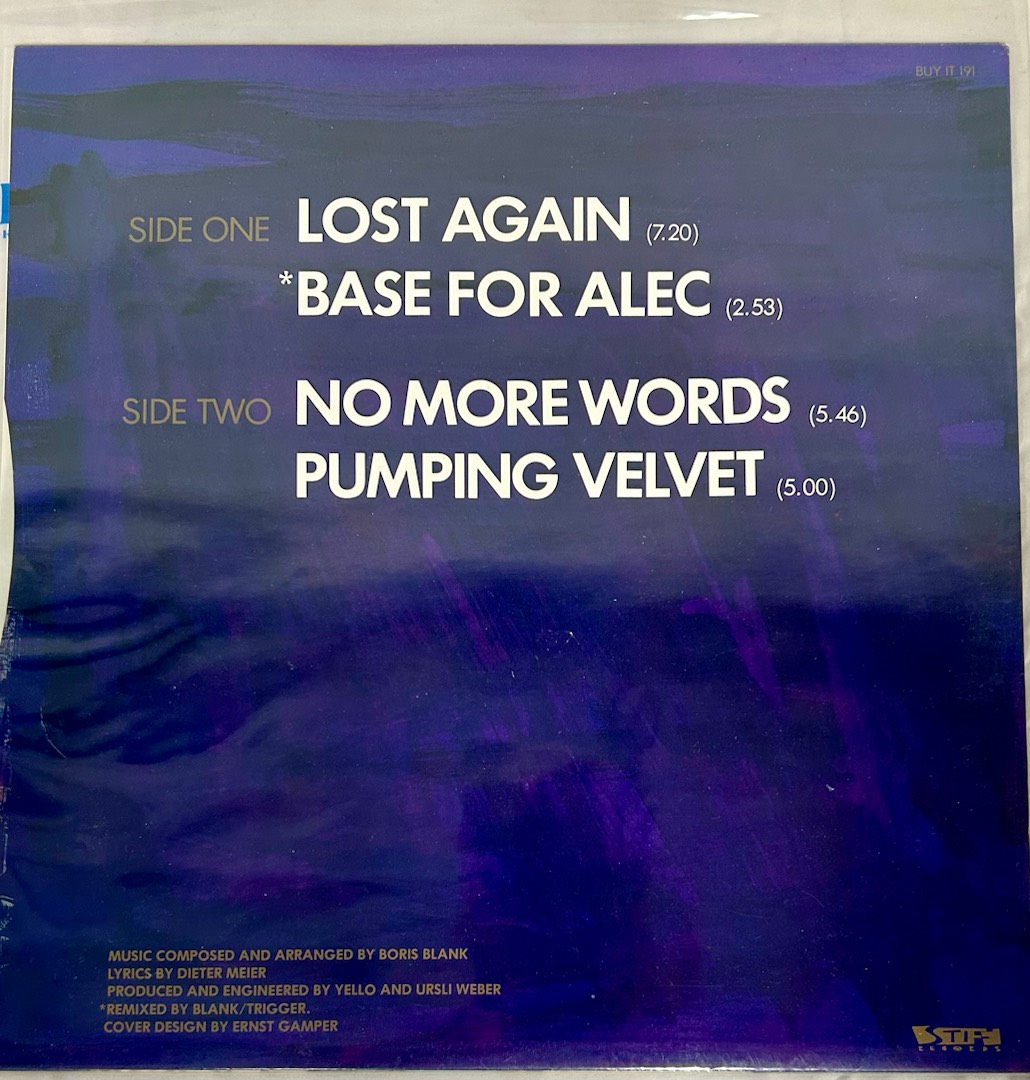 BUY IT 191
SIDE ONE LOST AGAIN (7.20)
*BASE FOR ALEC (2.53)
SIDE TWO NO MORE WORDS (5.46)
PUMPING VELVET (5.00)
MUSIC COMPOSED AND ARRANGED BY BORIS BLANK
LYRICS BY DIETER MEIER
PRODUCED AND ENGINEERED BY YELLO AND URSLI WEBER
*REMIXED BY BLANK/TRIGGER.
COVER DESIGN BY ERNST GAMPER
STIFF
RECORDS